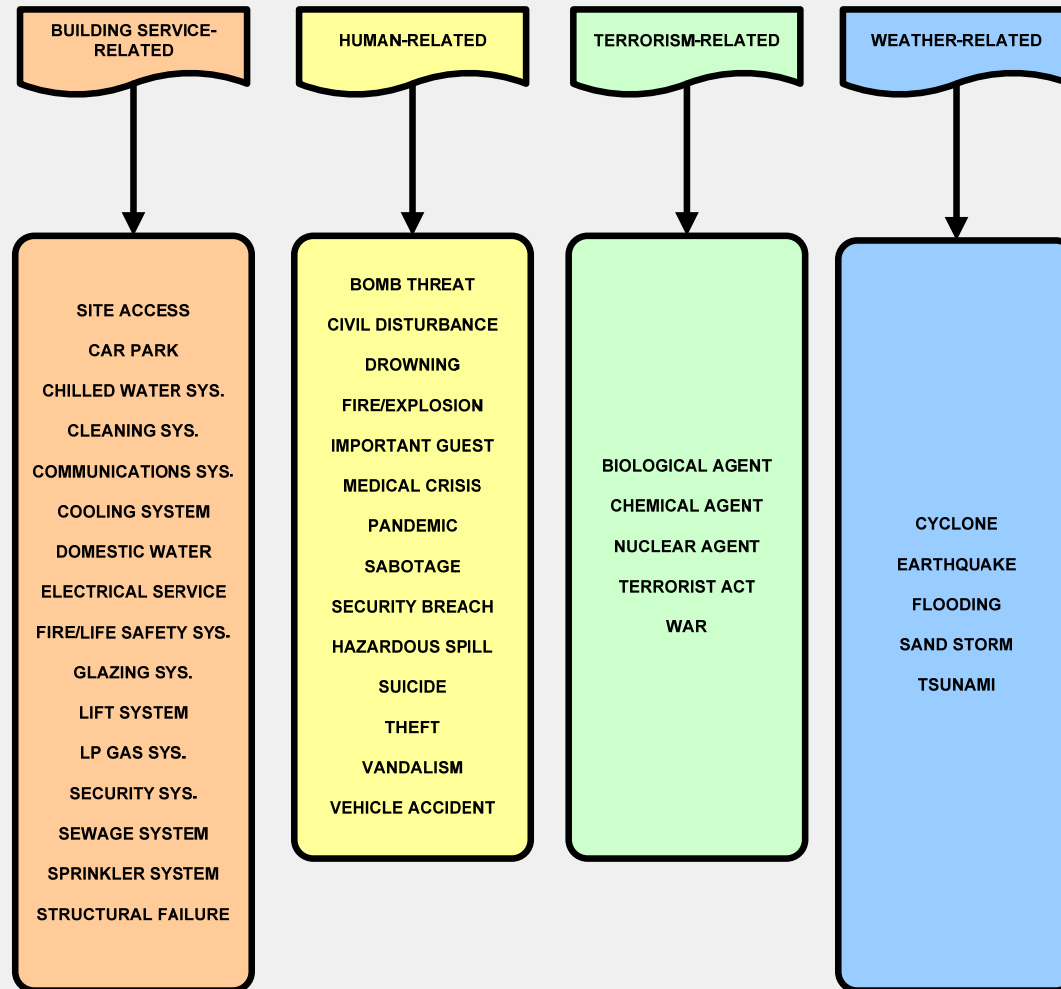 BUILDING SERVICE-
RELATED
HUMAN-RELATED
TERRORISM-RELATED
WEATHER-RELATED
SITE ACCESS
CAR PARK
CHILLED WATER SYS.
CLEANING SYS.
COMMUNICATIONS SYS.
COOLING SYSTEM
DOMESTIC WATER
ELECTRICAL SERVICE
FIRE/LIFE SAFETY SYS.
GLAZING SYS.
LIFT SYSTEM
LP GAS SYS.
SECURITY SYS.
SEWAGE SYSTEM
SPRINKLER SYSTEM
STRUCTURAL FAILURE
BOMB THREAT
CIVIL DISTURBANCE
DROWNING
FIRE/EXPLOSION
IMPORTANT GUEST
MEDICAL CRISIS
PANDEMIC
SABOTAGE
SECURITY BREACH
HAZARDOUS SPILL
SUICIDE
THEFT
VANDALISM
VEHICLE ACCIDENT
BIOLOGICAL AGENT
CHEMICAL AGENT
NUCLEAR AGENT
TERRORIST ACT
WAR
CYCLONE
EARTHQUAKE
FLOODING
SAND STORM
TSUNAMI